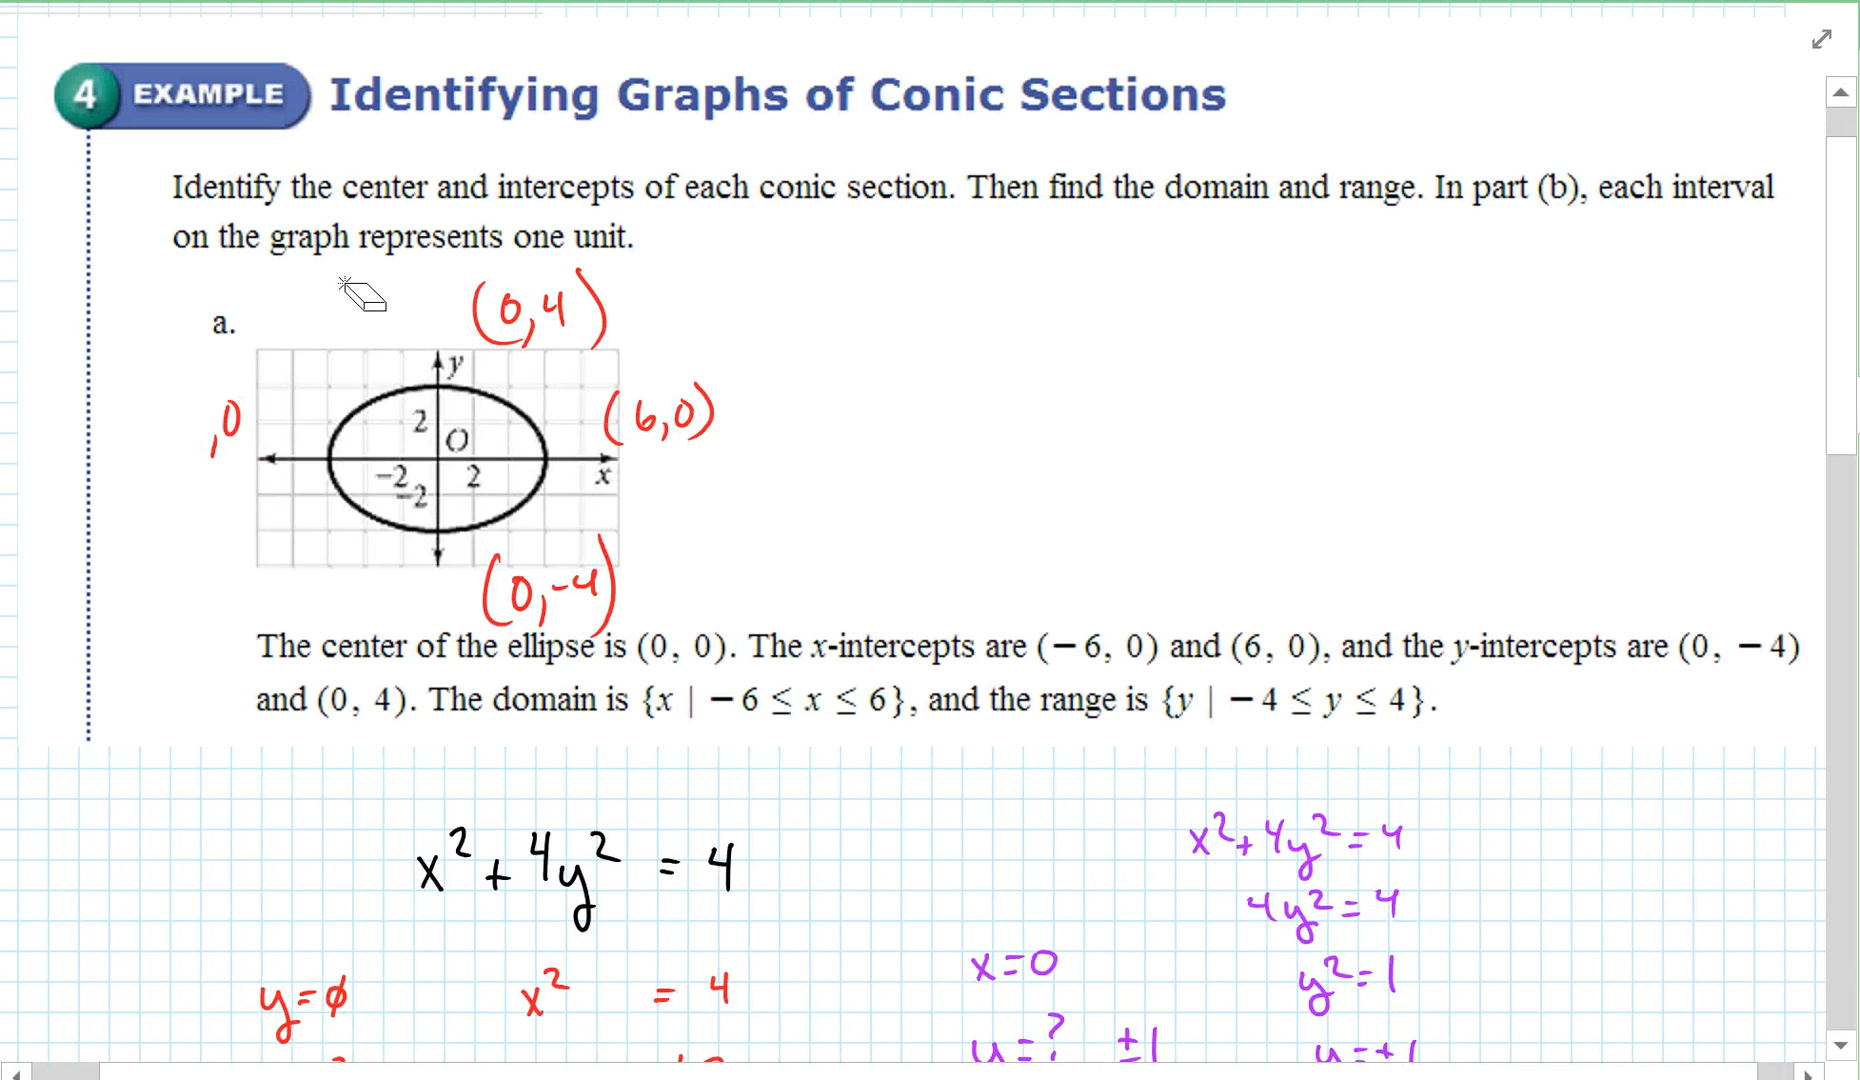 4 EXAMPLE Identifying Graphs of Conic Sections
Identify the center and intercepts of each conic section. Then find the domain and range. In part (b), each interval
on the graph represents one unit.
a.
(0,4)
y
,0
2
O
(6,0)
−2
2
x
−2
(0,-4)
The center of the ellipse is (0, 0). The x-intercepts are (− 6, 0) and (6, 0), and the y-intercepts are (0, − 4)
and (0, 4). The domain is {x | − 6 ≤ x ≤ 6}, and the range is {y | − 4 ≤ y ≤ 4}.
x² + 4y² = 4
x² + 4y² = 4
4y² = 4
y=0
x² = 4
x=0
y² = 1
y=? ±1
y=±1